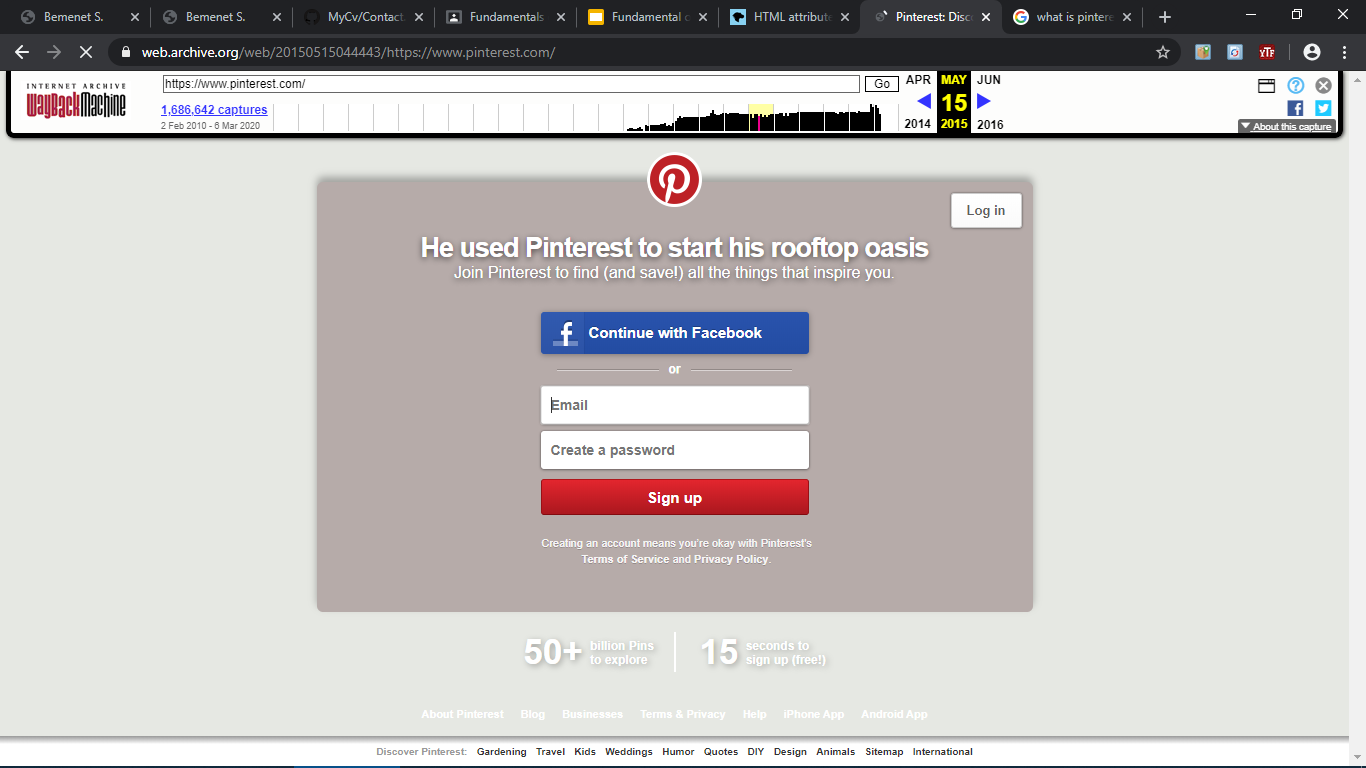 Bemenet S.
Bemenet S.
MyCv/Contact
Fundamentals
Fundamental c
HTML attribute
Pinterest: Disc
what is pintere
web.archive.org/web/20150515044443/https://www.pinterest.com/
YTF
INTERNET ARCHIVE
WayBackMachine
https://www.pinterest.com/
Go
1,686,642 captures
2 Feb 2010 - 6 Mar 2020
APR MAY JUN
15
2014 2015 2016
About this capture
Log in
He used Pinterest to start his rooftop oasis
Join Pinterest to find (and save!) all the things that inspire you.
Continue with Facebook
or
Email
Create a password
Sign up
Creating an account means you're okay with Pinterest's
Terms of Service and Privacy Policy.
50+ billion Pins
to explore
15 seconds to
sign up (free!)
About Pinterest Blog Businesses Terms & Privacy Help iPhone App Android App
Discover Pinterest: Gardening Travel Kids Weddings Humor Quotes DIY Design Animals Sitemap International